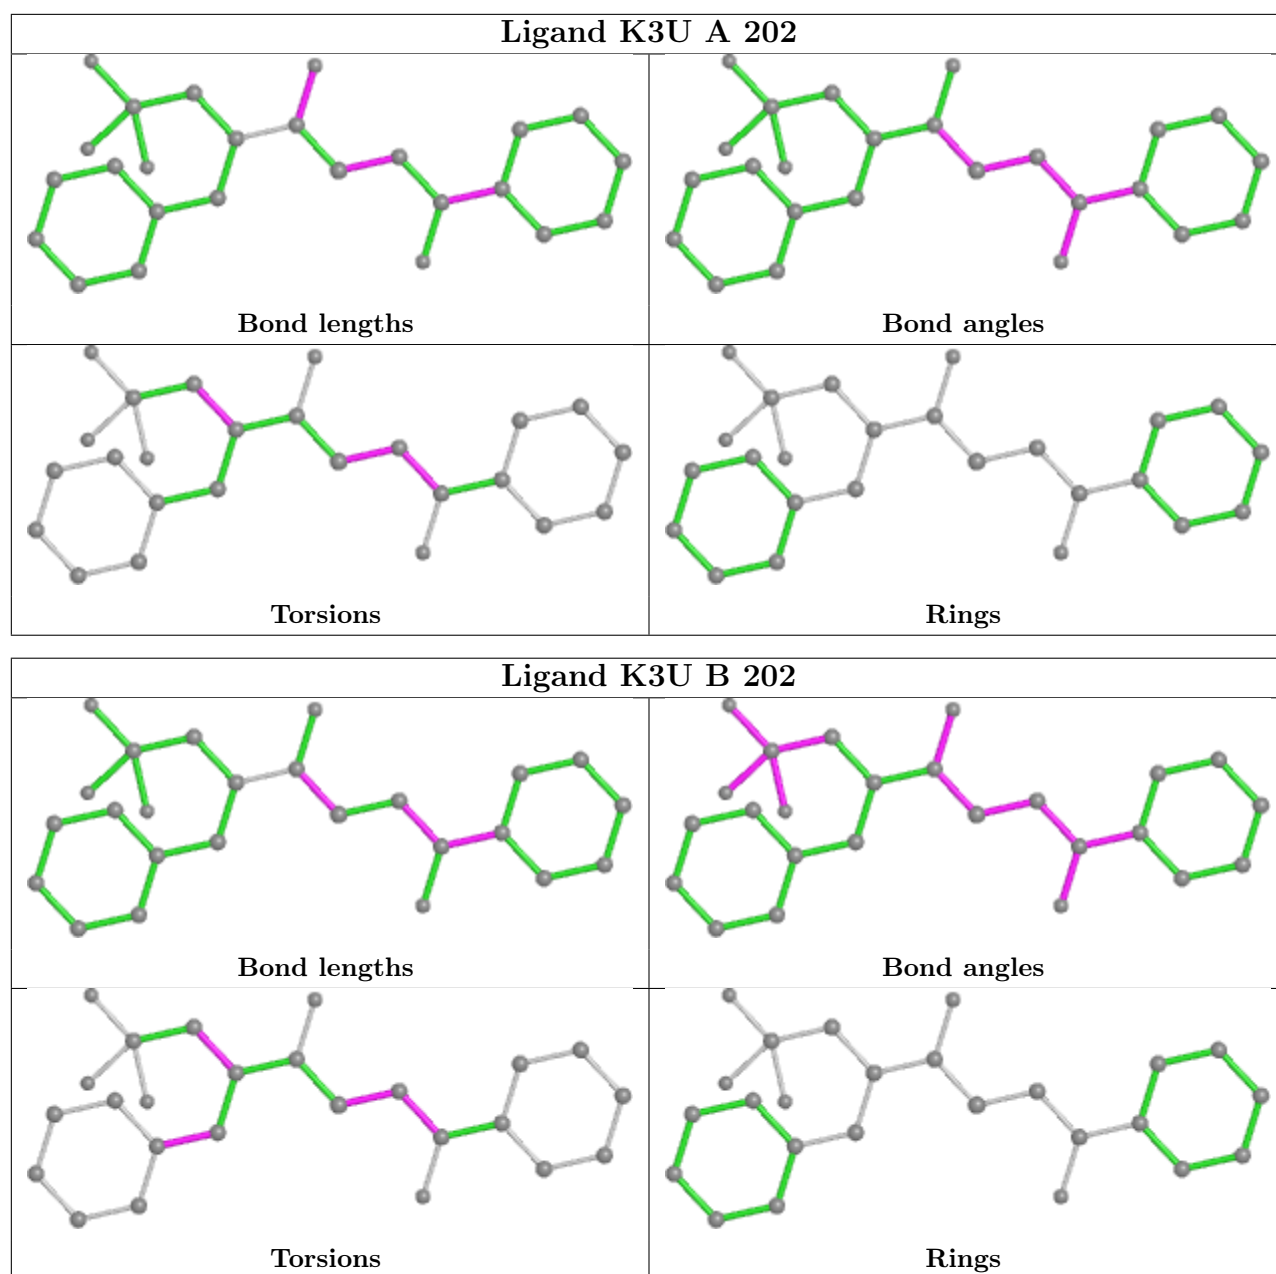 Ligand K3U A 202
Bond lengths
Bond angles
Torsions
Rings
Ligand K3U B 202
Bond lengths
Bond angles
Torsions
Rings